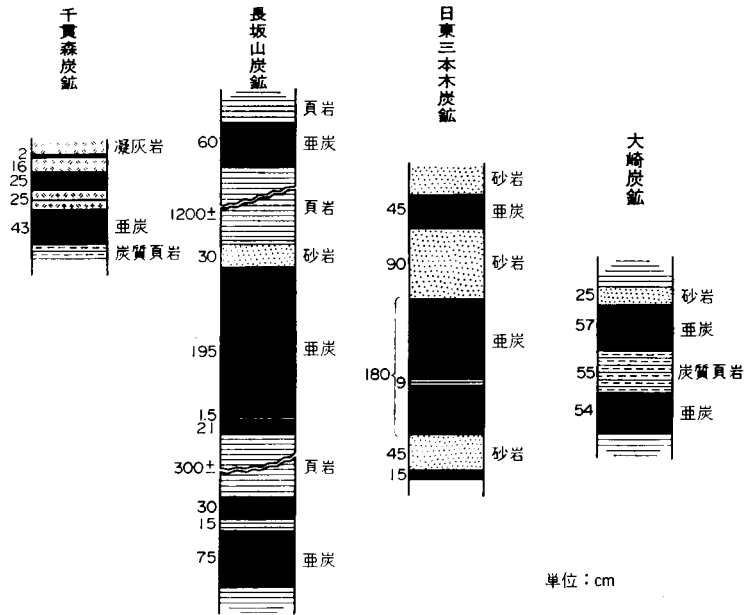 千貫森炭鉱
2
16
25
25
43
凝灰岩
亜炭
炭質頁岩
長坂山炭鉱
60
1200±
30
195
1.5
21
300±
30
15
75
頁岩
亜炭
頁岩
砂岩
亜炭
頁岩
亜炭
日東三本木炭鉱
45
90
180
9
45
15
砂岩
亜炭
砂岩
亜炭
砂岩
大崎炭鉱
25
57
55
54
砂岩
亜炭
炭質頁岩
亜炭
単位：cm